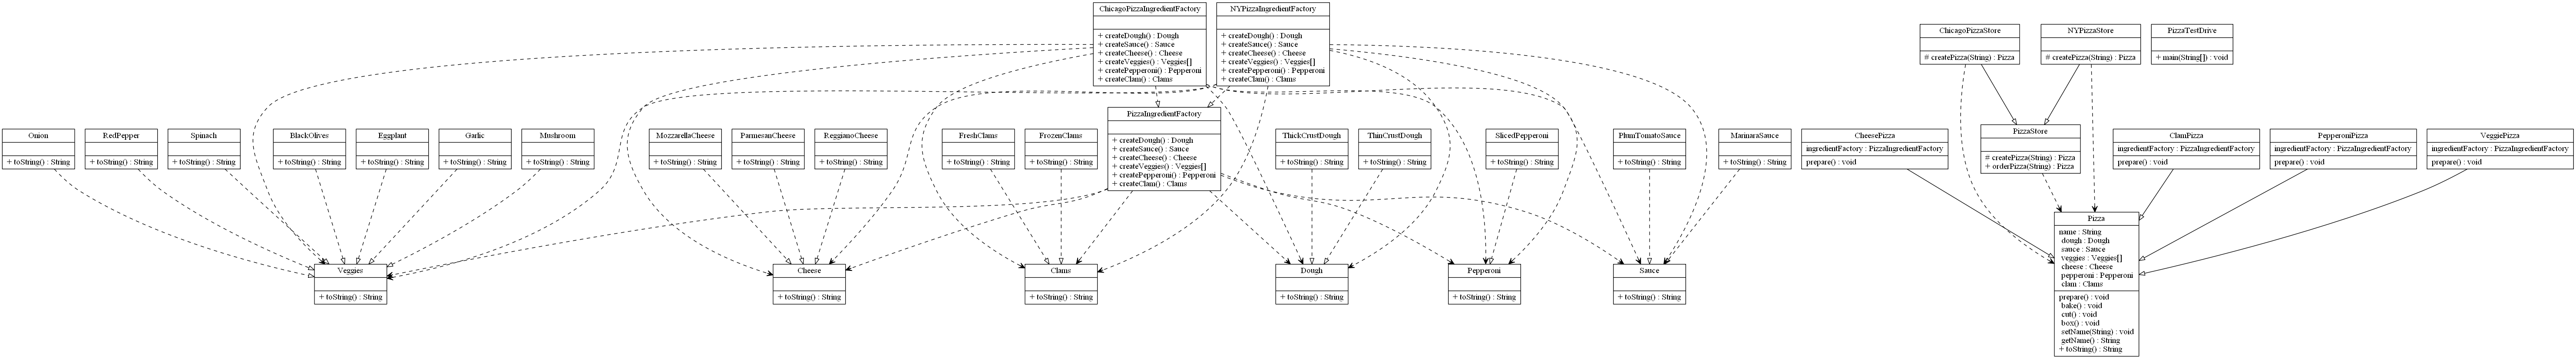 ChicagoPizzaIngredientFactory
+ createDough() : Dough
+ createSauce() : Sauce
+ createCheese() : Cheese
+ createVeggies() : Veggies[]
+ createPepperoni() : Pepperoni
+ createClam() : Clams
NYPizzaIngredientFactory
+ createDough() : Dough
+ createSauce() : Sauce
+ createCheese() : Cheese
+ createVeggies() : Veggies[]
+ createPepperoni() : Pepperoni
+ createClam() : Clams
ChicagoPizzaStore
# createPizza(String) : Pizza
NYPizzaStore
# createPizza(String) : Pizza
PizzaTestDrive
+ main(String[]) : void
Onion
+ toString() : String
RedPepper
+ toString() : String
Spinach
+ toString() : String
BlackOlives
+ toString() : String
Eggplant
+ toString() : String
Garlic
+ toString() : String
Mushroom
+ toString() : String
MozzarellaCheese
+ toString() : String
ParmesanCheese
+ toString() : String
ReggianoCheese
+ toString() : String
FreshClams
+ toString() : String
FrozenClams
+ toString() : String
PizzaIngredientFactory
+ createDough() : Dough
+ createSauce() : Sauce
+ createCheese() : Cheese
+ createVeggies() : Veggies[]
+ createPepperoni() : Pepperoni
+ createClam() : Clams
ThickCrustDough
+ toString() : String
ThinCrustDough
+ toString() : String
SlicedPepperoni
+ toString() : String
PlumTomatoSauce
+ toString() : String
MarinaraSauce
+ toString() : String
CheesePizza
ingredientFactory : PizzaIngredientFactory
prepare() : void
PizzaStore
# createPizza(String) : Pizza
+ orderPizza(String) : Pizza
ClamPizza
ingredientFactory : PizzaIngredientFactory
prepare() : void
PepperoniPizza
ingredientFactory : PizzaIngredientFactory
prepare() : void
VeggiePizza
ingredientFactory : PizzaIngredientFactory
prepare() : void
Veggies
+ toString() : String
Cheese
+ toString() : String
Clams
+ toString() : String
Dough
+ toString() : String
Pepperoni
+ toString() : String
Sauce
+ toString() : String
Pizza
name : String
dough : Dough
sauce : Sauce
veggies : Veggies[]
cheese : Cheese
pepperoni : Pepperoni
clam : Clams
prepare() : void
bake() : void
cut() : void
box() : void
setName(String) : void
getName() : String
+ toString() : String